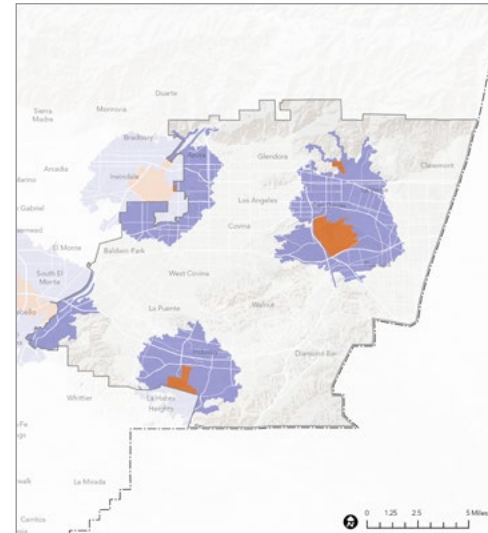 Duarte
Sierra
Madre
Monrovia
Bradbury
Azusa
Arcadia
Glendora
Claremont
Marino
Irwindale
Gabriel
Los Angeles
Covina
El Monte
Baldwin Park
South El
Monte
West Covina
La Puente
Walnut
Diamond Bar
Whittier
La Habra
Heights
La Mirada
Cerritos
0 1.25 2.5 5 Miles